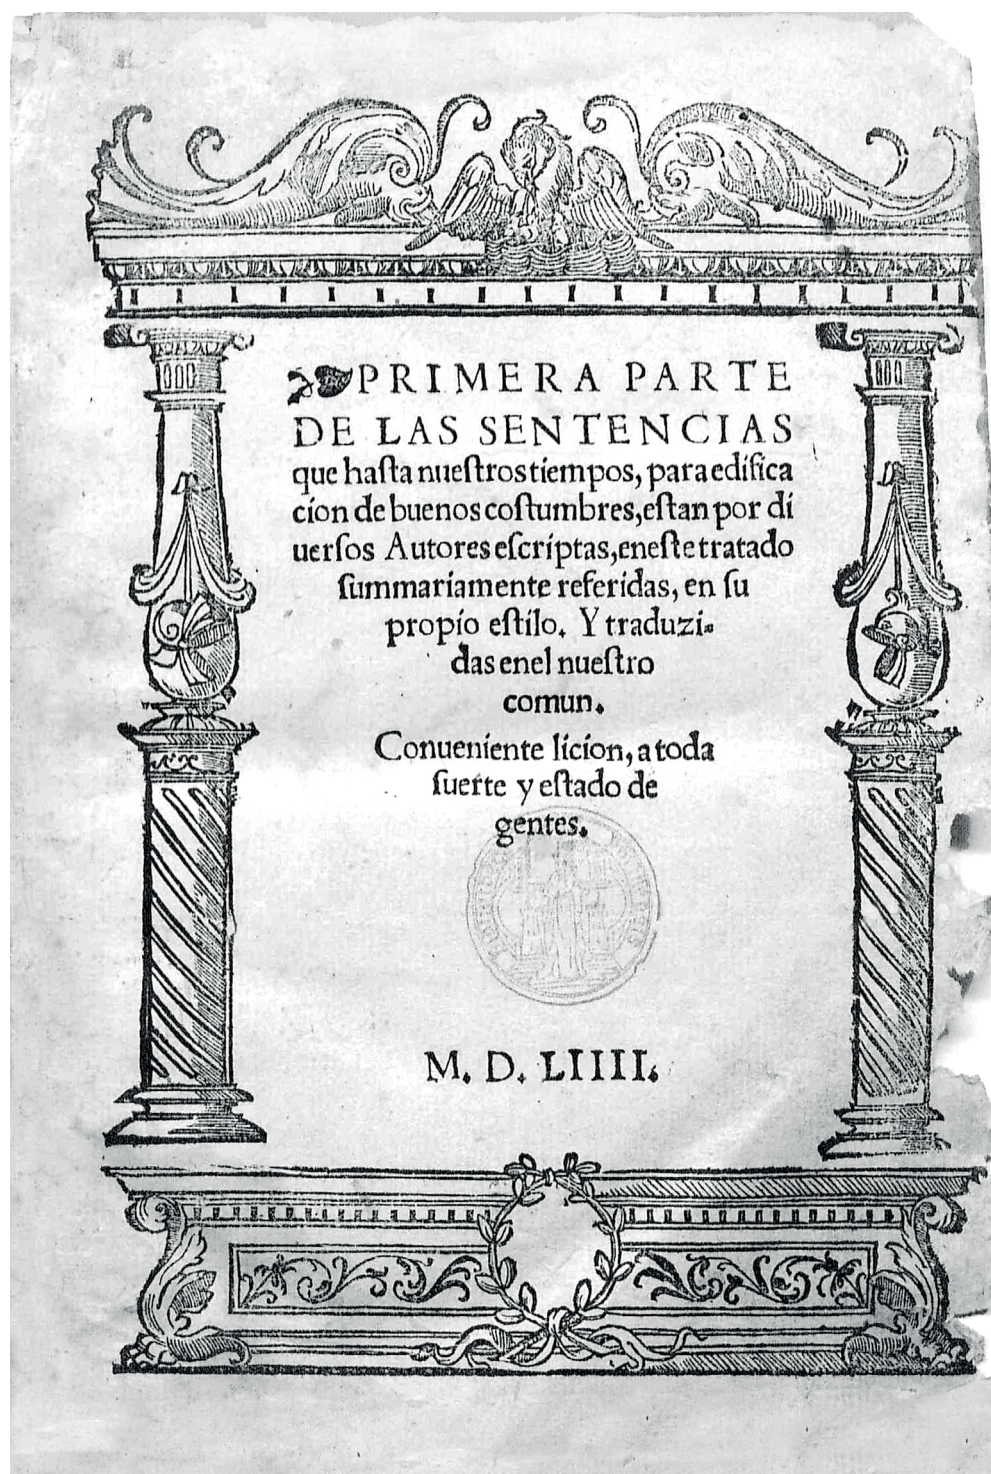 ❧PRIMERA PARTE
DE LAS SENTENCIAS
que haſta nueſtros tiempos, para edifica
cion de buenos coſtumbres, eſtan por di
uerſos Autores eſcriptas, en eſte tratado
ſummariamente referidas, en ſu
propio eſtilo. Y traduzi-
das enel nueſtro
comun.
Conueniente licion, a toda
ſuerte y eſtado de
gentes.
M. D. LIIII.